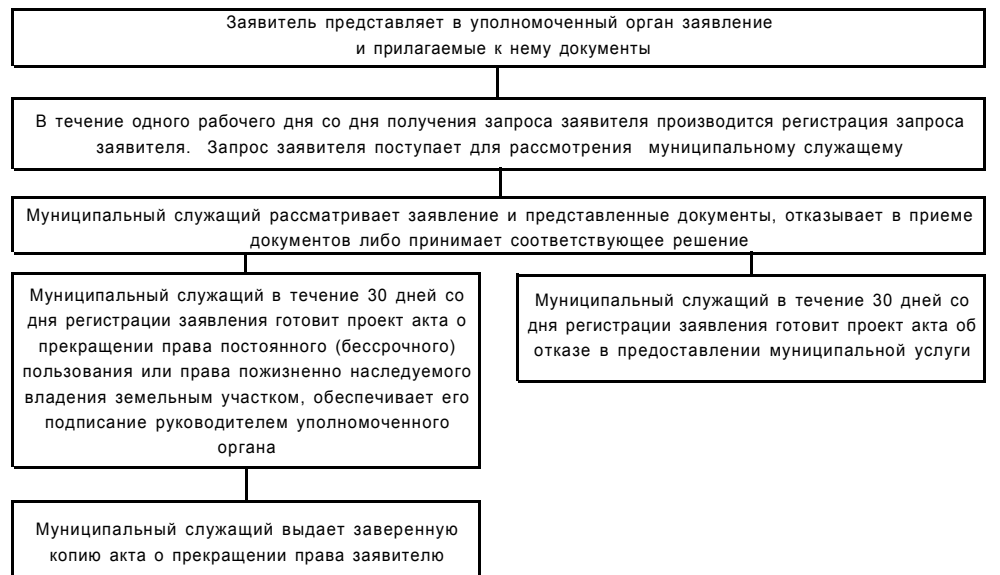 Заявитель представляет в уполномоченный орган заявление
и прилагаемые к нему документы
В течение одного рабочего дня со дня получения запроса заявителя производится регистрация запроса
заявителя. Запрос заявителя поступает для рассмотрения муниципальному служащему
Муниципальный служащий рассматривает заявление и представленные документы, отказывает в приеме
документов либо принимает соответствующее решение
Муниципальный служащий в течение 30 дней со
дня регистрации заявления готовит проект акта о
прекращении права постоянного (бессрочного)
пользования или права пожизненно наследуемого
владения земельным участком, обеспечивает его
подписание руководителем уполномоченного
органа
Муниципальный служащий в течение 30 дней со
дня регистрации заявления готовит проект акта об
отказе в предоставлении муниципальной услуги
Муниципальный служащий выдает заверенную
копию акта о прекращении права заявителю